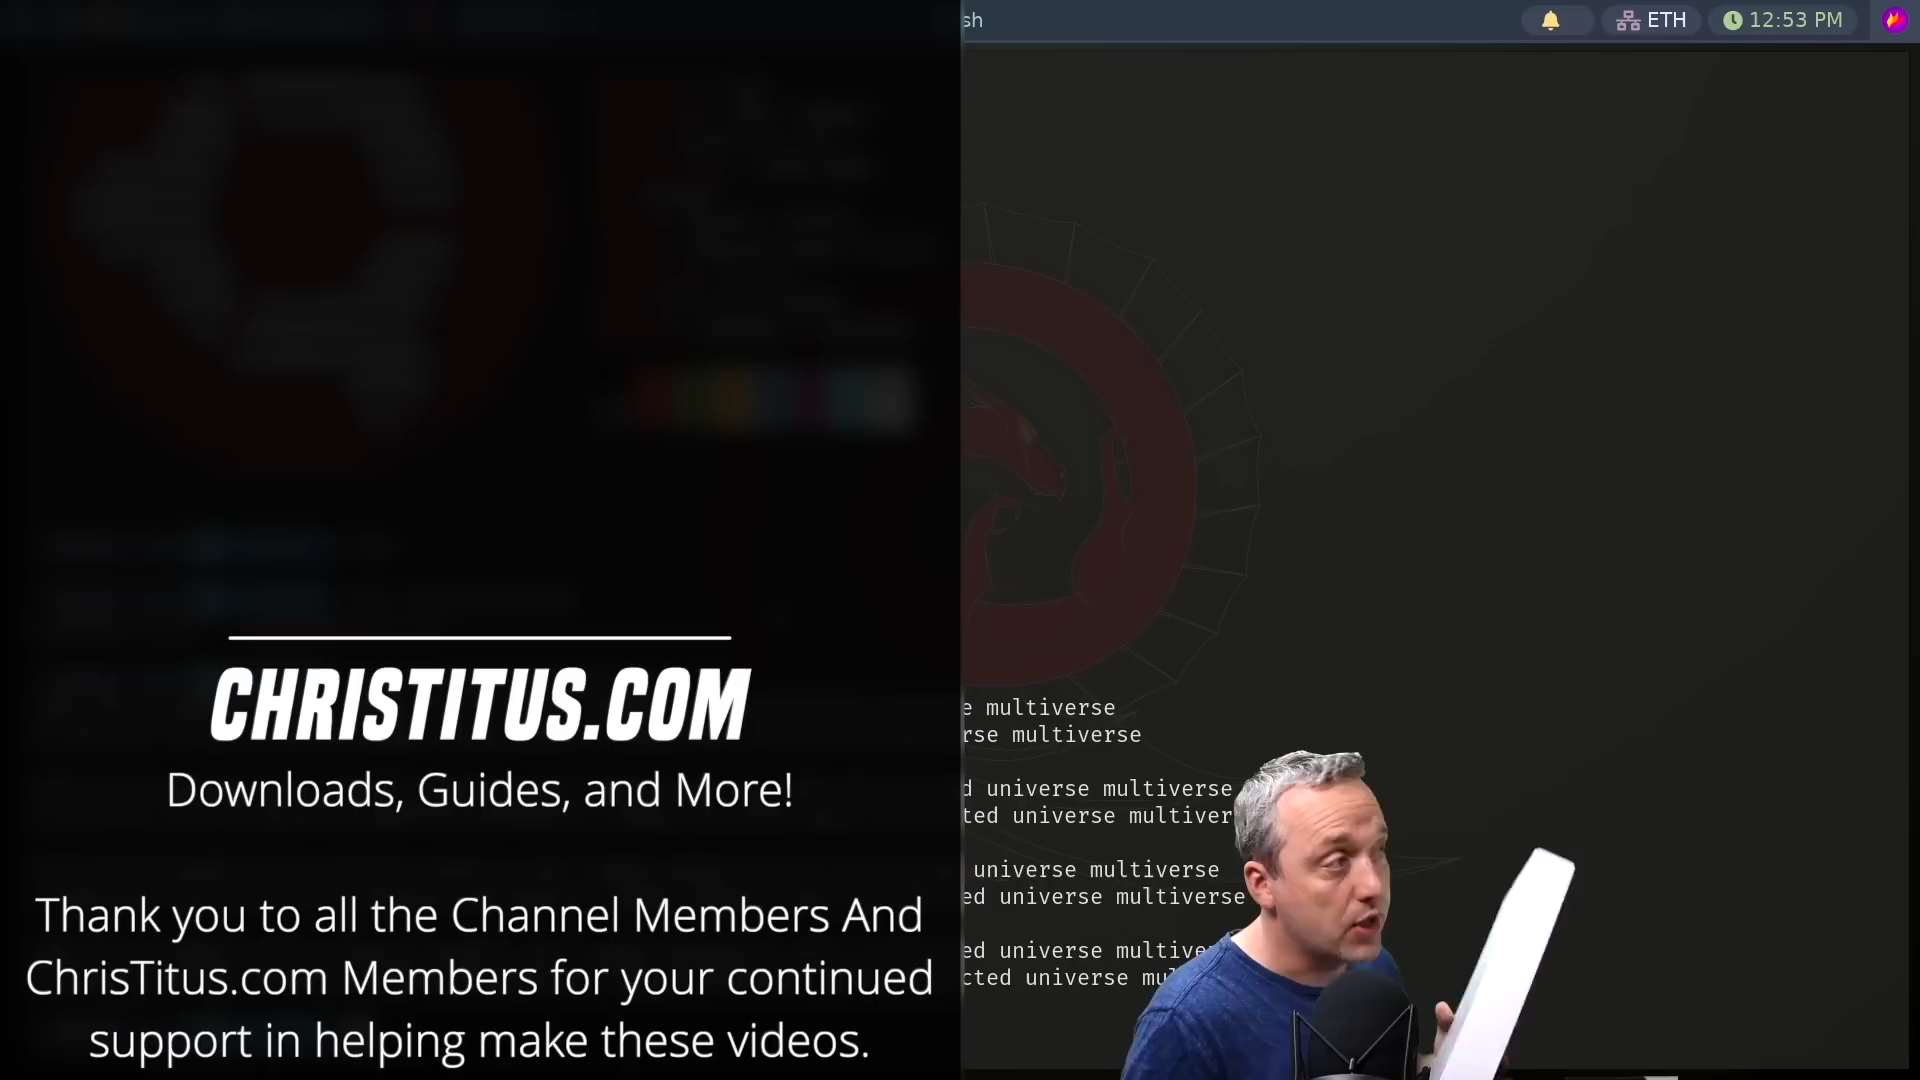 sh
ETH
12:53 PM
CHRISTITUS.COM
Downloads, Guides, and More!
Thank you to all the Channel Members And
ChrisTitus.com Members for your continued
support in helping make these videos.
e multiverse
rse multiverse
d universe multiverse
ted universe multiver
universe multiverse
ed universe multiverse
ed universe multive
cted universe mu